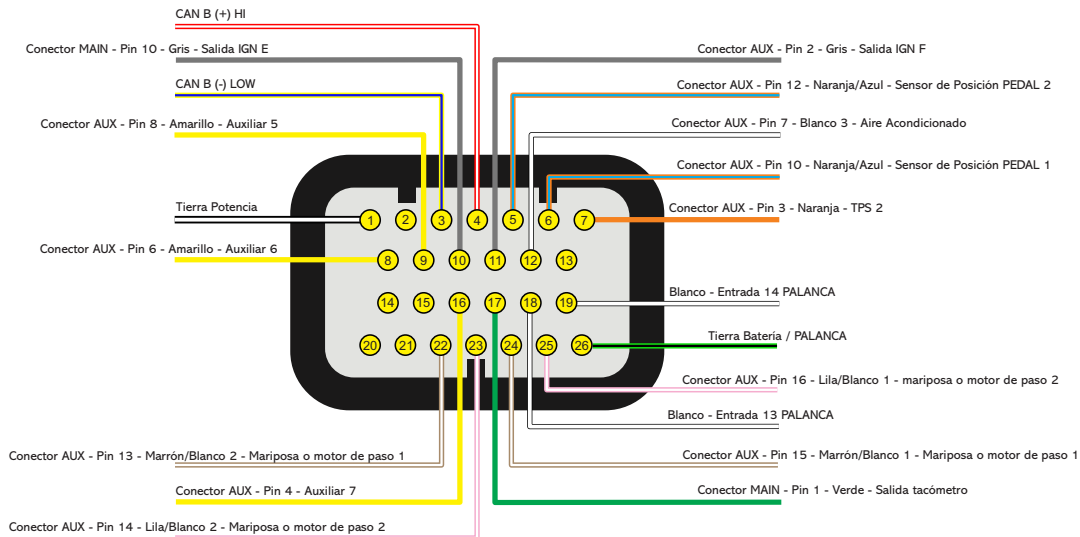 CAN B (+) HI
Conector MAIN - Pin 10 - Gris - Salida IGN E
CAN B (-) LOW
Conector AUX - Pin 8 - Amarillo - Auxiliar 5
Tierra Potencia
Conector AUX - Pin 6 - Amarillo - Auxiliar 6
Conector AUX - Pin 2 - Gris - Salida IGN F
Conector AUX - Pin 12 - Naranja/Azul - Sensor de Posición PEDAL 2
Conector AUX - Pin 7 - Blanco 3 - Aire Acondicionado
Conector AUX - Pin 10 - Naranja/Azul - Sensor de Posición PEDAL 1
Conector AUX - Pin 3 - Naranja - TPS 2
1 2 3 4 5 6 7
8 9 10 11 12 13
14 15 16 17 18 19
20 21 22 23 24 25 26
Blanco - Entrada 14 PALANCA
Tierra Batería / PALANCA
Conector AUX - Pin 16 - Lila/Blanco 1 - mariposa o motor de paso 2
Blanco - Entrada 13 PALANCA
Conector AUX - Pin 15 - Marrón/Blanco 1 - Mariposa o motor de paso 1
Conector MAIN - Pin 1 - Verde - Salida tacómetro
Conector AUX - Pin 13 - Marrón/Blanco 2 - Mariposa o motor de paso 1
Conector AUX - Pin 4 - Auxiliar 7
Conector AUX - Pin 14 - Lila/Blanco 2 - Mariposa o motor de paso 2